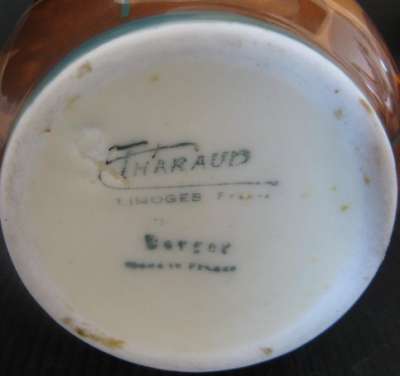 THARAUD
LIMOGES France
Berger
Made in France